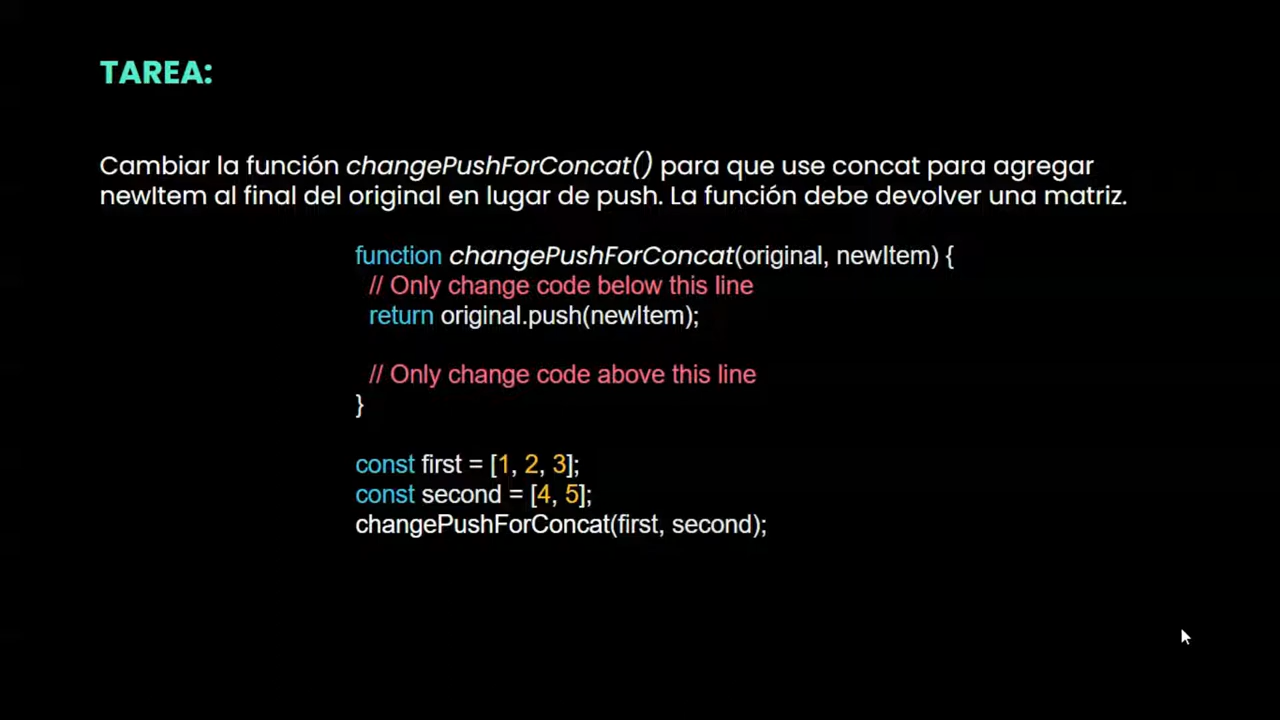 TAREA:
Cambiar la función changePushForConcat() para que use concat para agregar
newItem al final del original en lugar de push. La función debe devolver una matriz.
function changePushForConcat(original, newItem) {
// Only change code below this line
return original.push(newItem);
// Only change code above this line
}
const first = [1, 2, 3];
const second = [4, 5];
changePushForConcat(first, second);